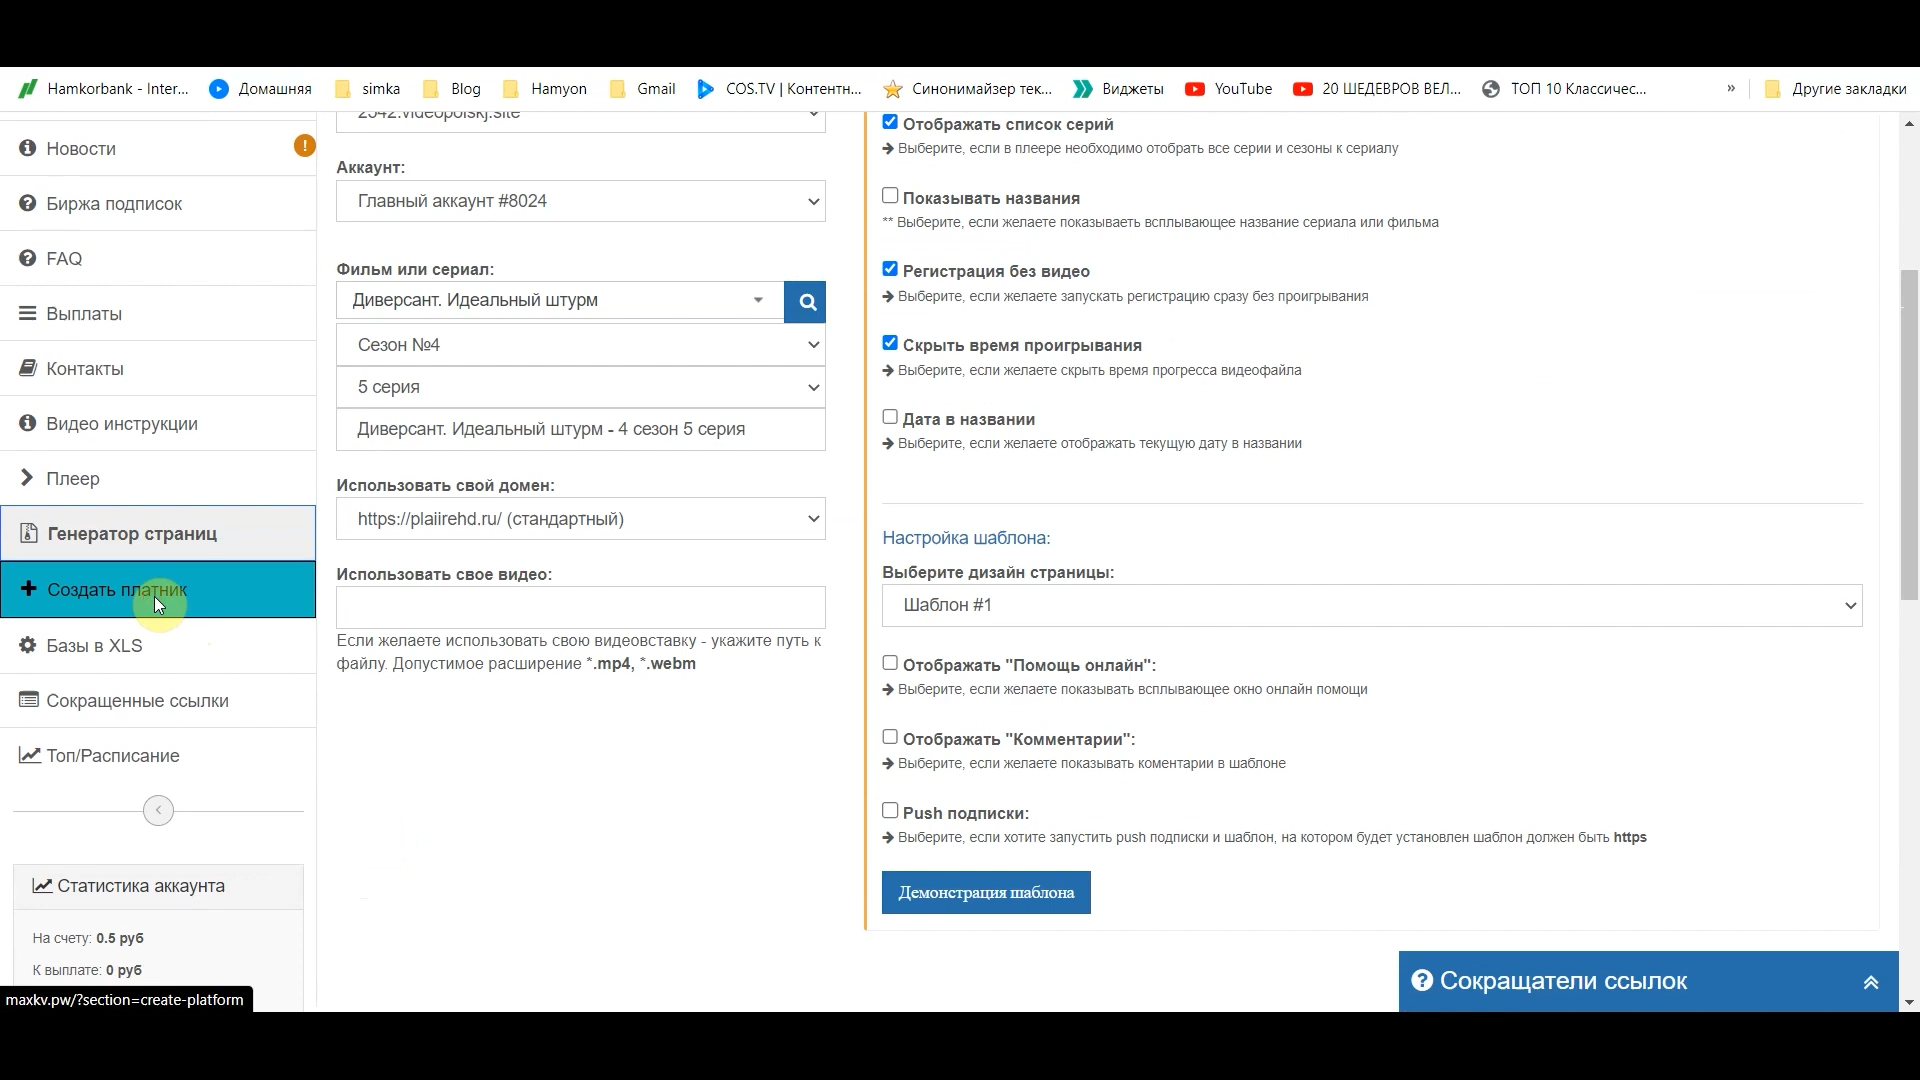 Hamkorbank - Inter...
Домашняя
simka
Blog
Hamyon
Gmail
COS.TV | Контентн...
Синонимайзер тек...
Виджеты
YouTube
20 ШЕДЕВРОВ ВЕЛ...
ТОП 10 Классичес...
»
Другие закладки
Новости
Биржа подписок
FAQ
Выплаты
Контакты
Видео инструкции
Плеер
Генератор страниц
Создать платник
Базы в XLS
Сокращенные ссылки
Топ/Расписание
Статистика аккаунта
На счету: 0.5 руб
К выплате: 0 руб
maxkv.pw/?section=create-platform
2542.videopolskj.site
Аккаунт:
Главный аккаунт #8024
Фильм или сериал:
Диверсант. Идеальный штурм
Сезон №4
5 серия
Диверсант. Идеальный штурм - 4 сезон 5 серия
Использовать свой домен:
https://plaiirehd.ru/ (стандартный)
Использовать свое видео:
Если желаете использовать свою видеовставку - укажите путь к
файлу. Допустимое расширение *.mp4, *.webm
Отображать список серий
Выберите, если в плеере необходимо отобрать все серии и сезоны к сериалу
Показывать названия
** Выберите, если желаете показываеть всплывающее название сериала или фильма
Регистрация без видео
Выберите, если желаете запускать регистрацию сразу без проигрывания
Скрыть время проигрывания
Выберите, если желаете скрыть время прогресса видеофайла
Дата в названии
Выберите, если желаете отображать текущую дату в названии
Настройка шаблона:
Выберите дизайн страницы:
Шаблон #1
Отображать "Помощь онлайн":
Выберите, если желаете показывать всплывающее окно онлайн помощи
Отображать "Комментарии":
Выберите, если желаете показывать коментарии в шаблоне
Push подписки:
Выберите, если хотите запустить push подписки и шаблон, на котором будет установлен шаблон должен быть https
Демонстрация шаблона
Сокращатели ссылок